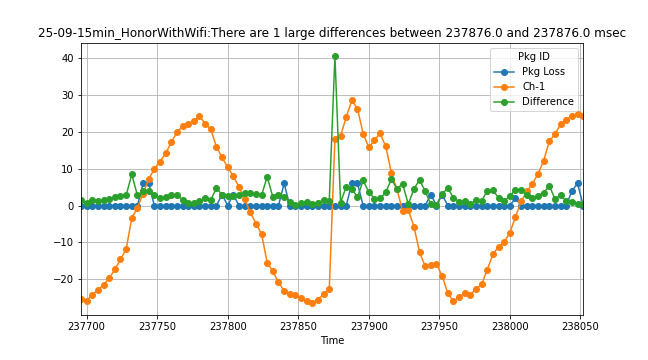 25-09-15min_HonorWithWifi:There are 1 large differences between 237876.0 and 237876.0 msec
Pkg ID
Pkg Loss
Ch-1
Difference
40
30
20
10
0
−10
−20
237700 237750 237800 237850 237900 237950 238000 238050
Time